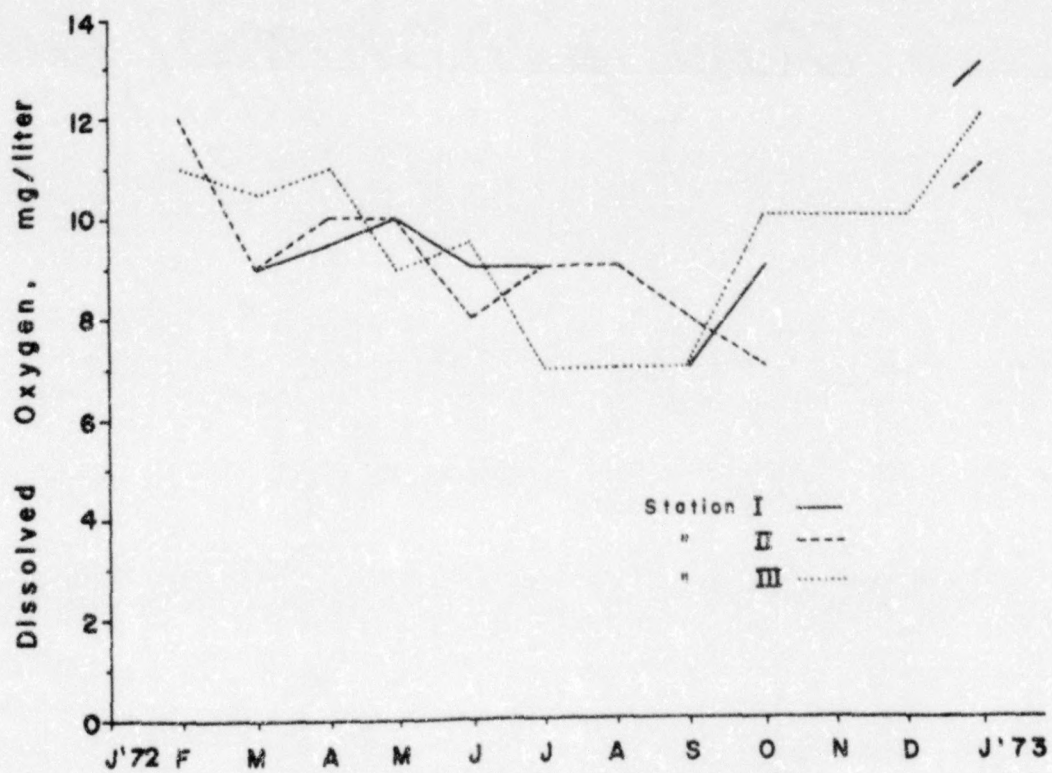 14
12
10
8
6
4
2
0
Dissolved Oxygen, mg/liter
Station I
" II
" III
J'72 F M A M J J A S O N D J'73